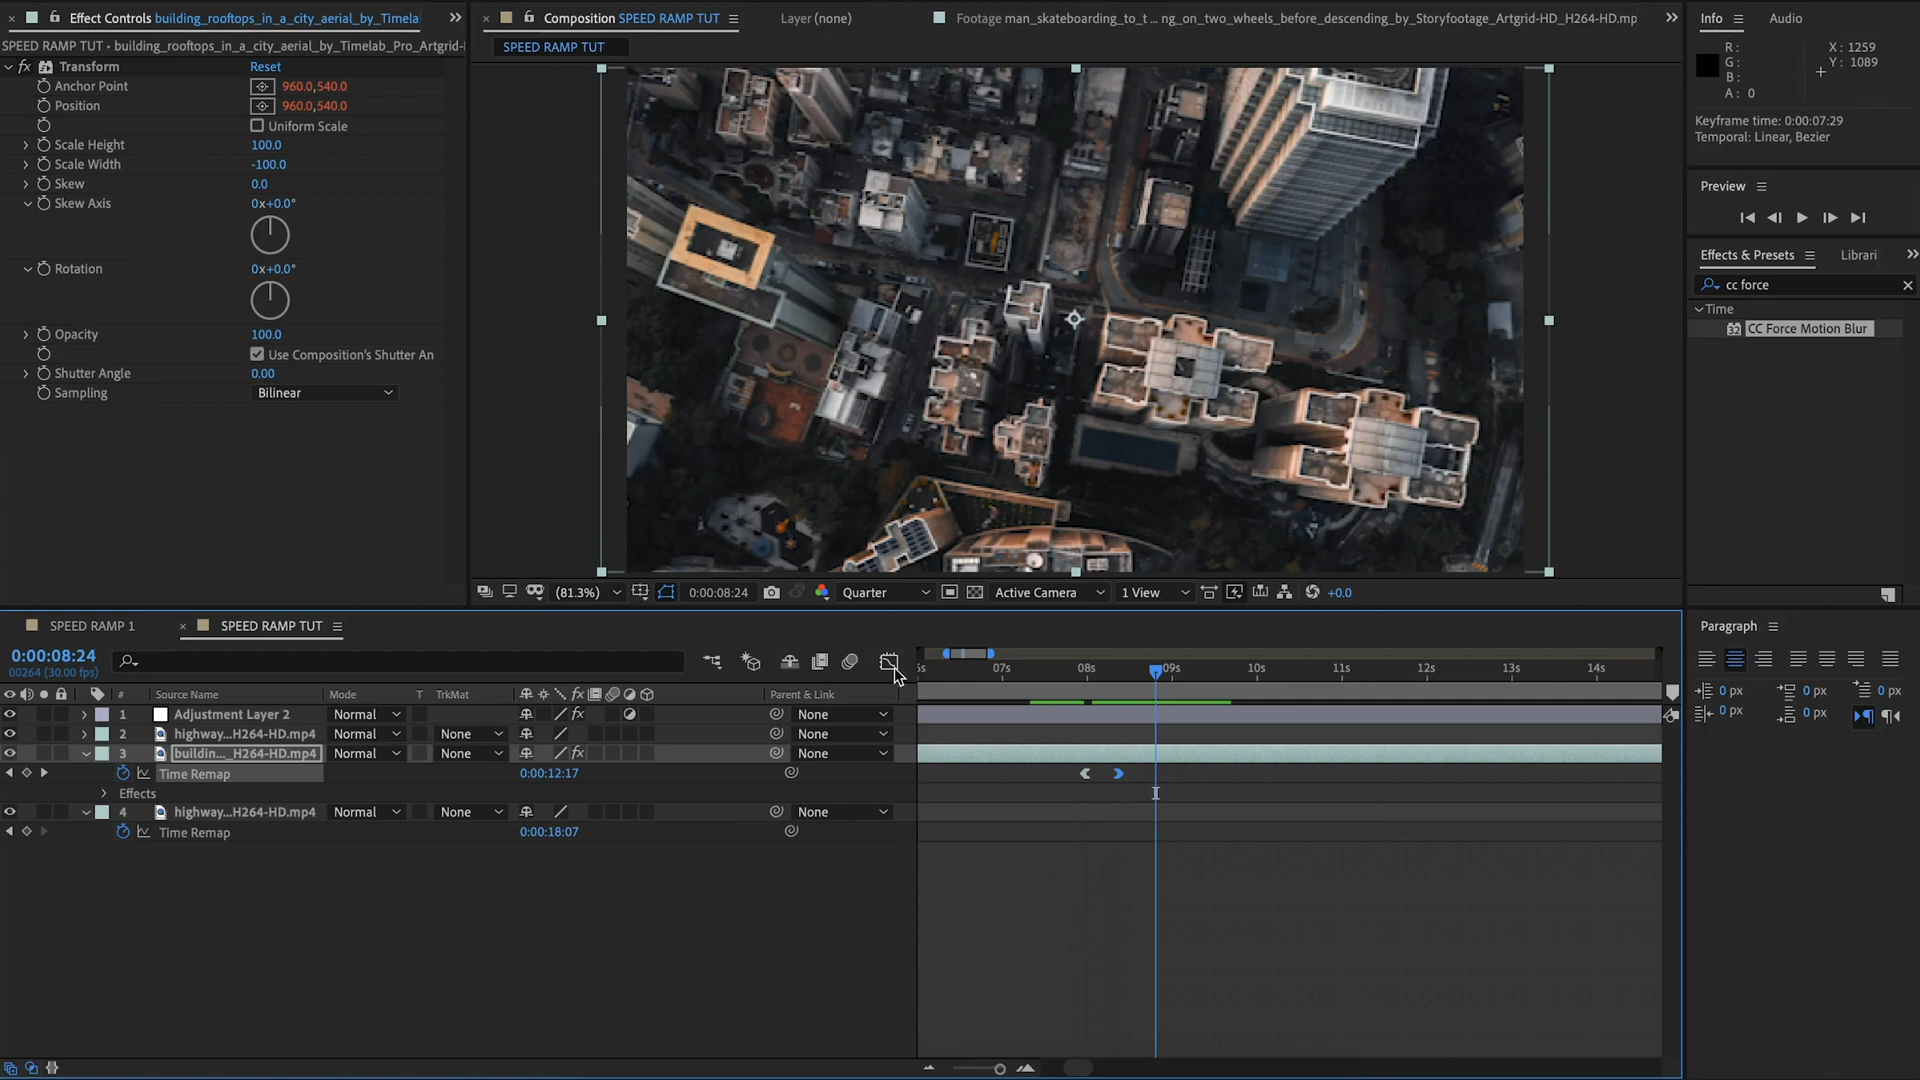 Effect Controls building_rooftops_in_a_city_aerial_by_Timela
SPEED RAMP TUT • building_rooftops_in_a_city_aerial_by_Timelab_Pro_Artgrid-
fx Transform Reset
Anchor Point 960.0,540.0
Position 960.0,540.0
Uniform Scale
Scale Height 100.0
Scale Width -100.0
Skew 0.0
Skew Axis 0x+0.0°
Rotation 0x+0.0°
Opacity 100.0
Use Composition's Shutter An
Shutter Angle 0.00
Sampling Bilinear
Composition SPEED RAMP TUT
Layer (none)
Footage man_skateboarding_to_t ... ng_on_two_wheels_before_descending_by_Storyfootage_Artgrid-HD_H264-HD.mp
SPEED RAMP TUT
(81.3%) 0:00:08:24 Quarter Active Camera 1 View +0.0
Info Audio
R: X: 1259
G: Y: 1089
B:
A: 0
Keyframe time: 0:00:07:29
Temporal: Linear, Bezier
Preview
Effects & Presets Librari
cc force
Time
32 CC Force Motion Blur
Paragraph
0 px 0 px 0 px
0 px 0 px
SPEED RAMP 1 SPEED RAMP TUT
0:00:08:24
00264 (30.00 fps)
# Source Name Mode T TrkMat fx Parent & Link
1 Adjustment Layer 2 Normal fx None
2 highway...H264-HD.mp4 Normal None None
3 buildin..._H264-HD.mp4 Normal None fx None
Time Remap 0:00:12:17
Effects
4 highway...H264-HD.mp4 Normal None None
Time Remap 0:00:18:07
07s 08s 09s 10s 11s 12s 13s 14s